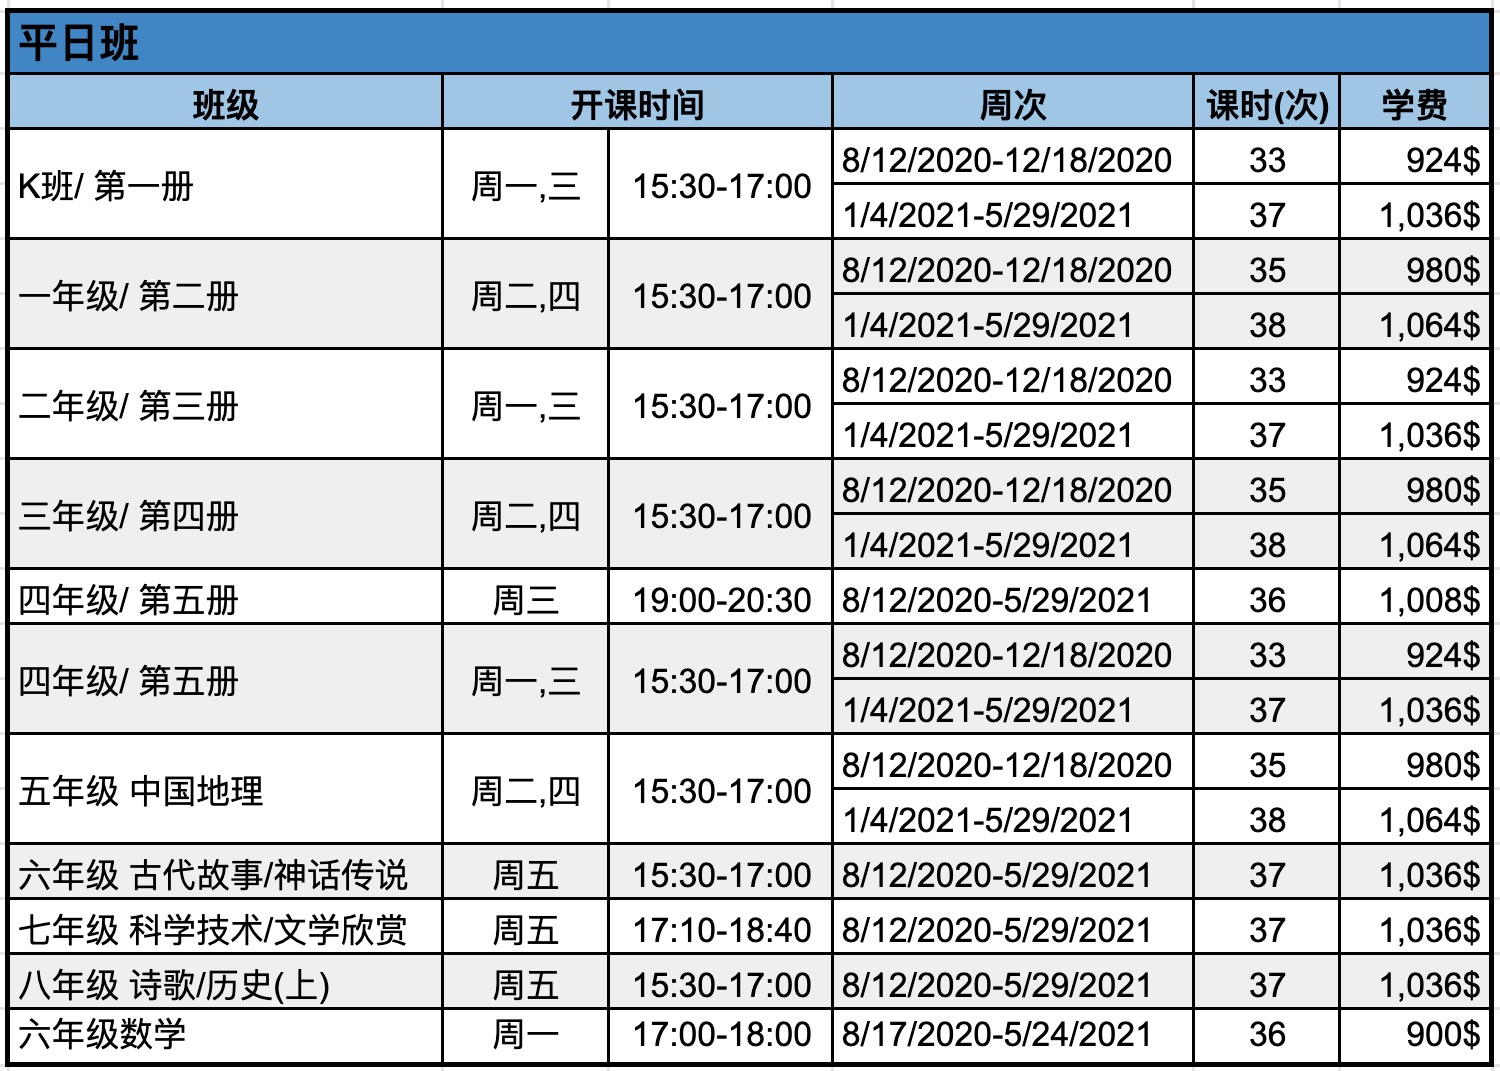 平日班
班级 开课时间 周次 课时(次) 学费
K班/ 第一册 周一,三 15:30-17:00 8/12/2020-12/18/2020 33 924$
1/4/2021-5/29/2021 37 1,036$
一年级/ 第二册 周二,四 15:30-17:00 8/12/2020-12/18/2020 35 980$
1/4/2021-5/29/2021 38 1,064$
二年级/ 第三册 周一,三 15:30-17:00 8/12/2020-12/18/2020 33 924$
1/4/2021-5/29/2021 37 1,036$
三年级/ 第四册 周二,四 15:30-17:00 8/12/2020-12/18/2020 35 980$
1/4/2021-5/29/2021 38 1,064$
四年级/ 第五册 周三 19:00-20:30 8/12/2020-5/29/2021 36 1,008$
四年级/ 第五册 周一,三 15:30-17:00 8/12/2020-12/18/2020 33 924$
1/4/2021-5/29/2021 37 1,036$
五年级 中国地理 周二,四 15:30-17:00 8/12/2020-12/18/2020 35 980$
1/4/2021-5/29/2021 38 1,064$
六年级 古代故事/神话传说 周五 15:30-17:00 8/12/2020-5/29/2021 37 1,036$
七年级 科学技术/文学欣赏 周五 17:10-18:40 8/12/2020-5/29/2021 37 1,036$
八年级 诗歌/历史(上) 周五 15:30-17:00 8/12/2020-5/29/2021 37 1,036$
六年级数学 周一 17:00-18:00 8/17/2020-5/24/2021 36 900$